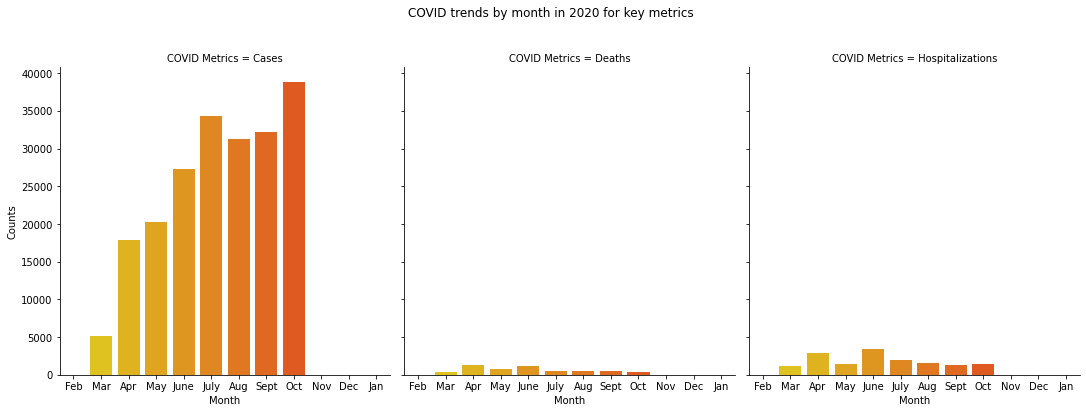 COVID trends by month in 2020 for key metrics
COVID Metrics = Cases
COVID Metrics = Deaths
COVID Metrics = Hospitalizations
40000
35000
30000
25000
20000
15000
10000
5000
0
Counts
Feb Mar Apr May June July Aug Sept Oct Nov Dec Jan
Month
Feb Mar Apr May June July Aug Sept Oct Nov Dec Jan
Month
Feb Mar Apr May June July Aug Sept Oct Nov Dec Jan
Month